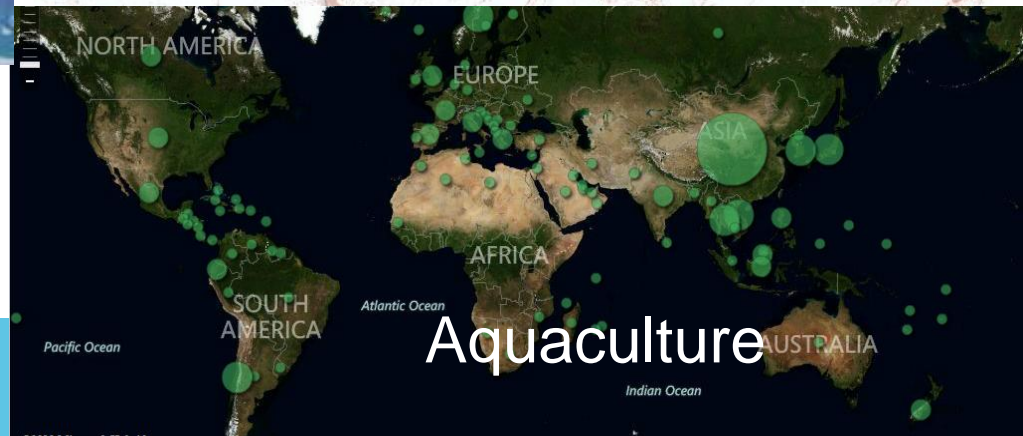 NORTH AMERICA
EUROPE
ASIA
AFRICA
Atlantic Ocean
SOUTH
AMERICA
Aquaculture
AUSTRALIA
Pacific Ocean
Indian Ocean